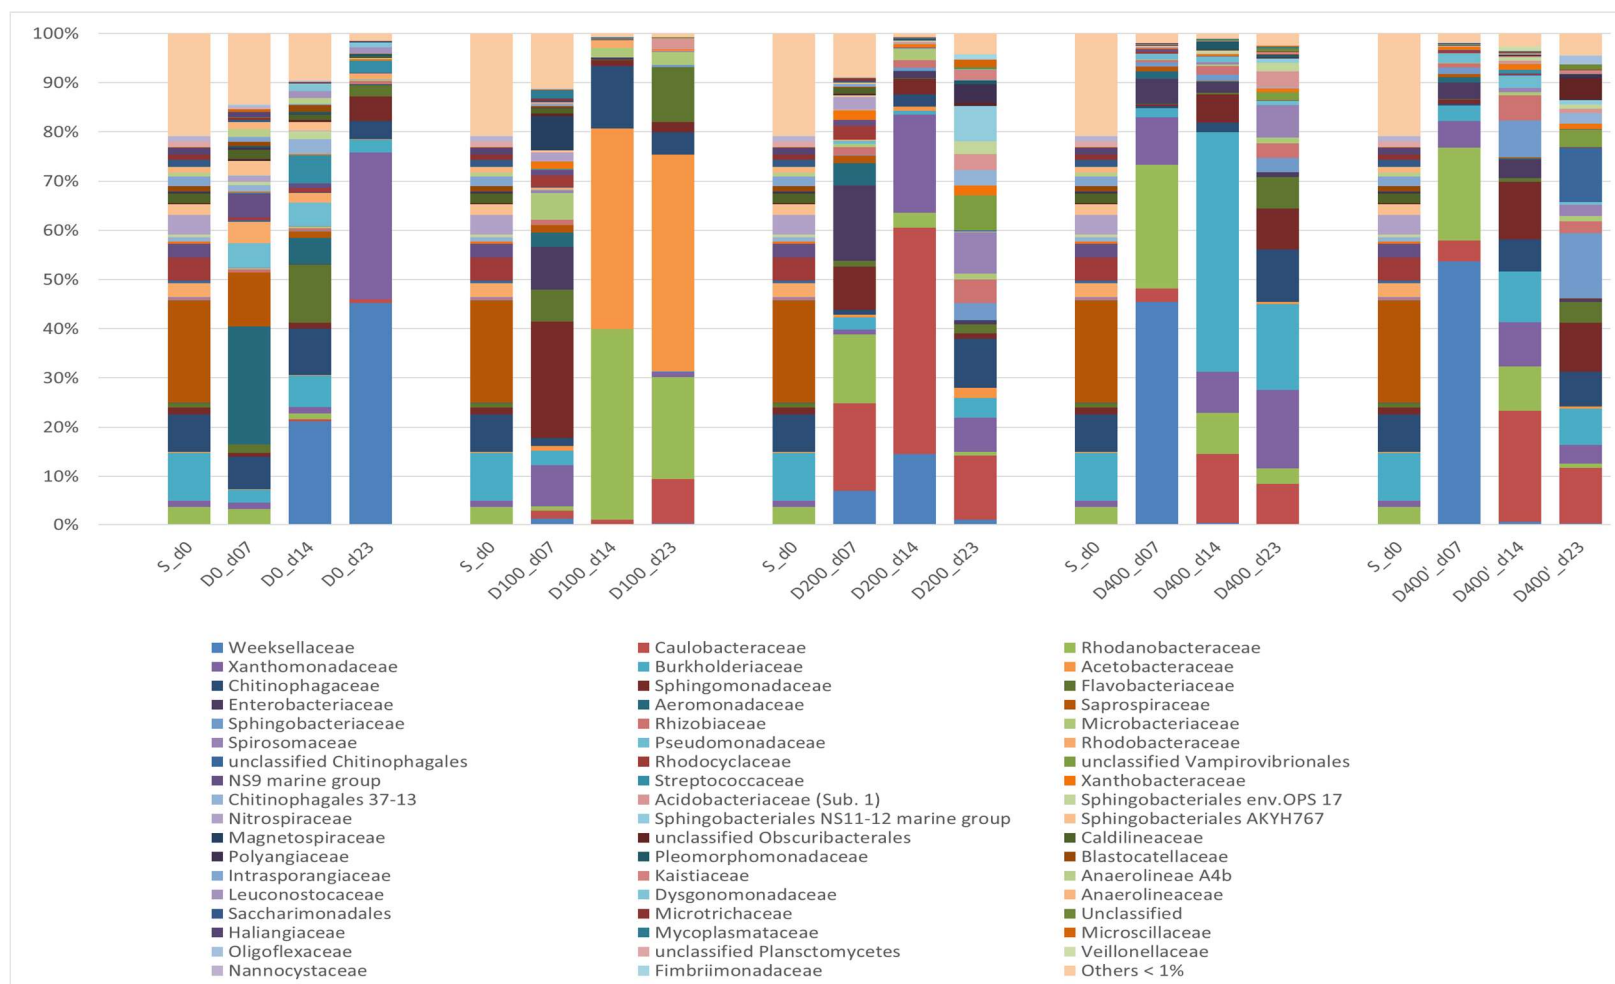 100%
90%
80%
70%
60%
50%
40%
30%
20%
10%
0%
S_d0
D0_d07
D0_d14
D0_d23
S_d0
D100_d07
D100_d14
D100_d23
S_d0
D200_d07
D200_d14
D200_d23
S_d0
D400_d07
D400_d14
D400_d23
S_d0
D400'_d07
D400'_d14
D400'_d23
Weeksellaceae Caulobacteraceae Rhodanobacteraceae
Xanthomonadaceae Burkholderiaceae Acetobacteraceae
Chitinophagaceae Sphingomonadaceae Flavobacteriaceae
Enterobacteriaceae Aeromonadaceae Saprospiraceae
Sphingobacteriaceae Rhizobiaceae Microbacteriaceae
Spirosomaceae Pseudomonadaceae Rhodobacteraceae
unclassified Chitinophagales Rhodocyclaceae unclassified Vampirovibrionales
NS9 marine group Streptococcaceae Xanthobacteraceae
Chitinophagales 37-13 Acidobacteriaceae (Sub. 1) Sphingobacteriales env.OPS 17
Nitrospiraceae Sphingobacteriales NS11-12 marine group Sphingobacteriales AKYH767
Magnetospiraceae unclassified Obscuribacterales Caldilineaceae
Polyangiaceae Pleomorphomonadaceae Blastocatellaceae
Intrasporangiaceae Kaistiaceae Anaerolineae A4b
Leuconostocaceae Dysgonomonadaceae Anaerolineaceae
Saccharimonadales Microtrichaceae Unclassified
Haliangiaceae Mycoplasmataceae Microscillaceae
Oligoflexaceae unclassified Plansctomycetes Veillonellaceae
Nannocystaceae Fimbriimonadaceae Others < 1%